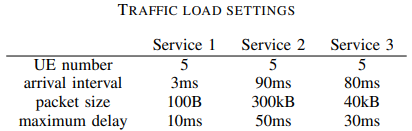 TRAFFIC LOAD SETTINGS
Service 1 Service 2 Service 3
UE number 5 5 5
arrival interval 3ms 90ms 80ms
packet size 100B 300kB 40kB
maximum delay 10ms 50ms 30ms